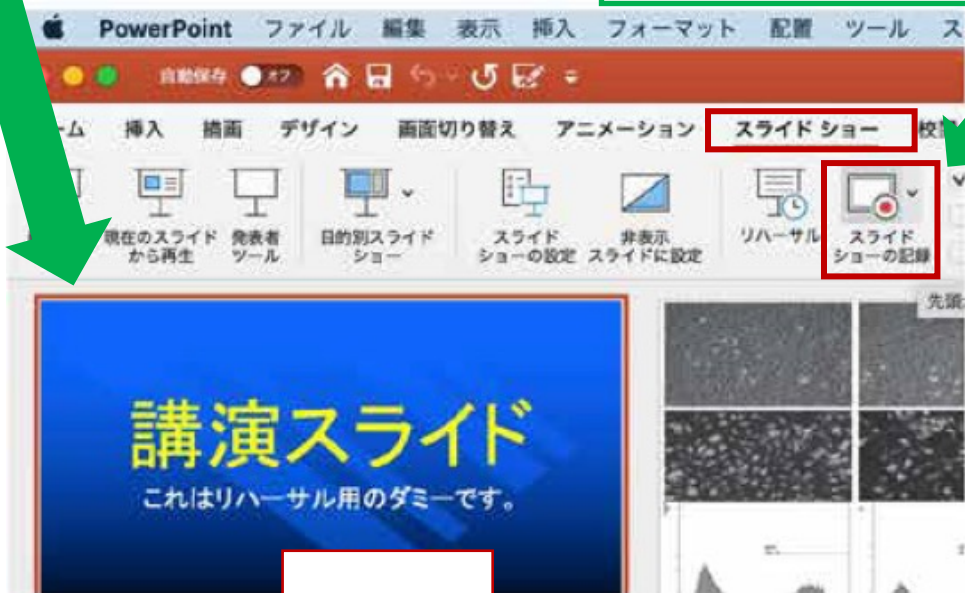 PowerPoint ファイル 編集 表示 挿入 フォーマット 配置 ツール ス
自動保存 オフ
ーム 挿入 描画 デザイン 画面切り替え アニメーション スライド ショー 校
現在のスライド
から再生
発表者
ツール
目的別スライド
ショー
スライド
ショーの設定
非表示
スライドに設定
リハーサル
スライド
ショーの記録
先頭
講演スライド
これはリハーサル用のダミーです。